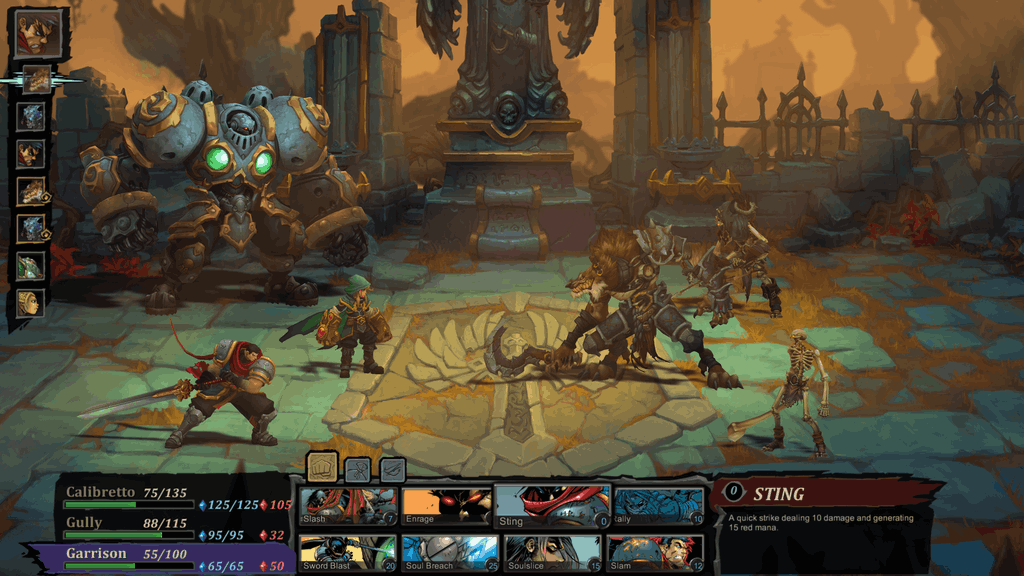 Calibretto 75/135
125/125 105
Gully 88/115
95/95 32
Garrison 55/100
65/65 50
Slash 7
Enrage
Sting 0
Rally 10
Sword Blast 20
Soul Breach 25
Soulslice 15
Slam 12
0 STING
A quick strike dealing 10 damage and generating
15 red mana.